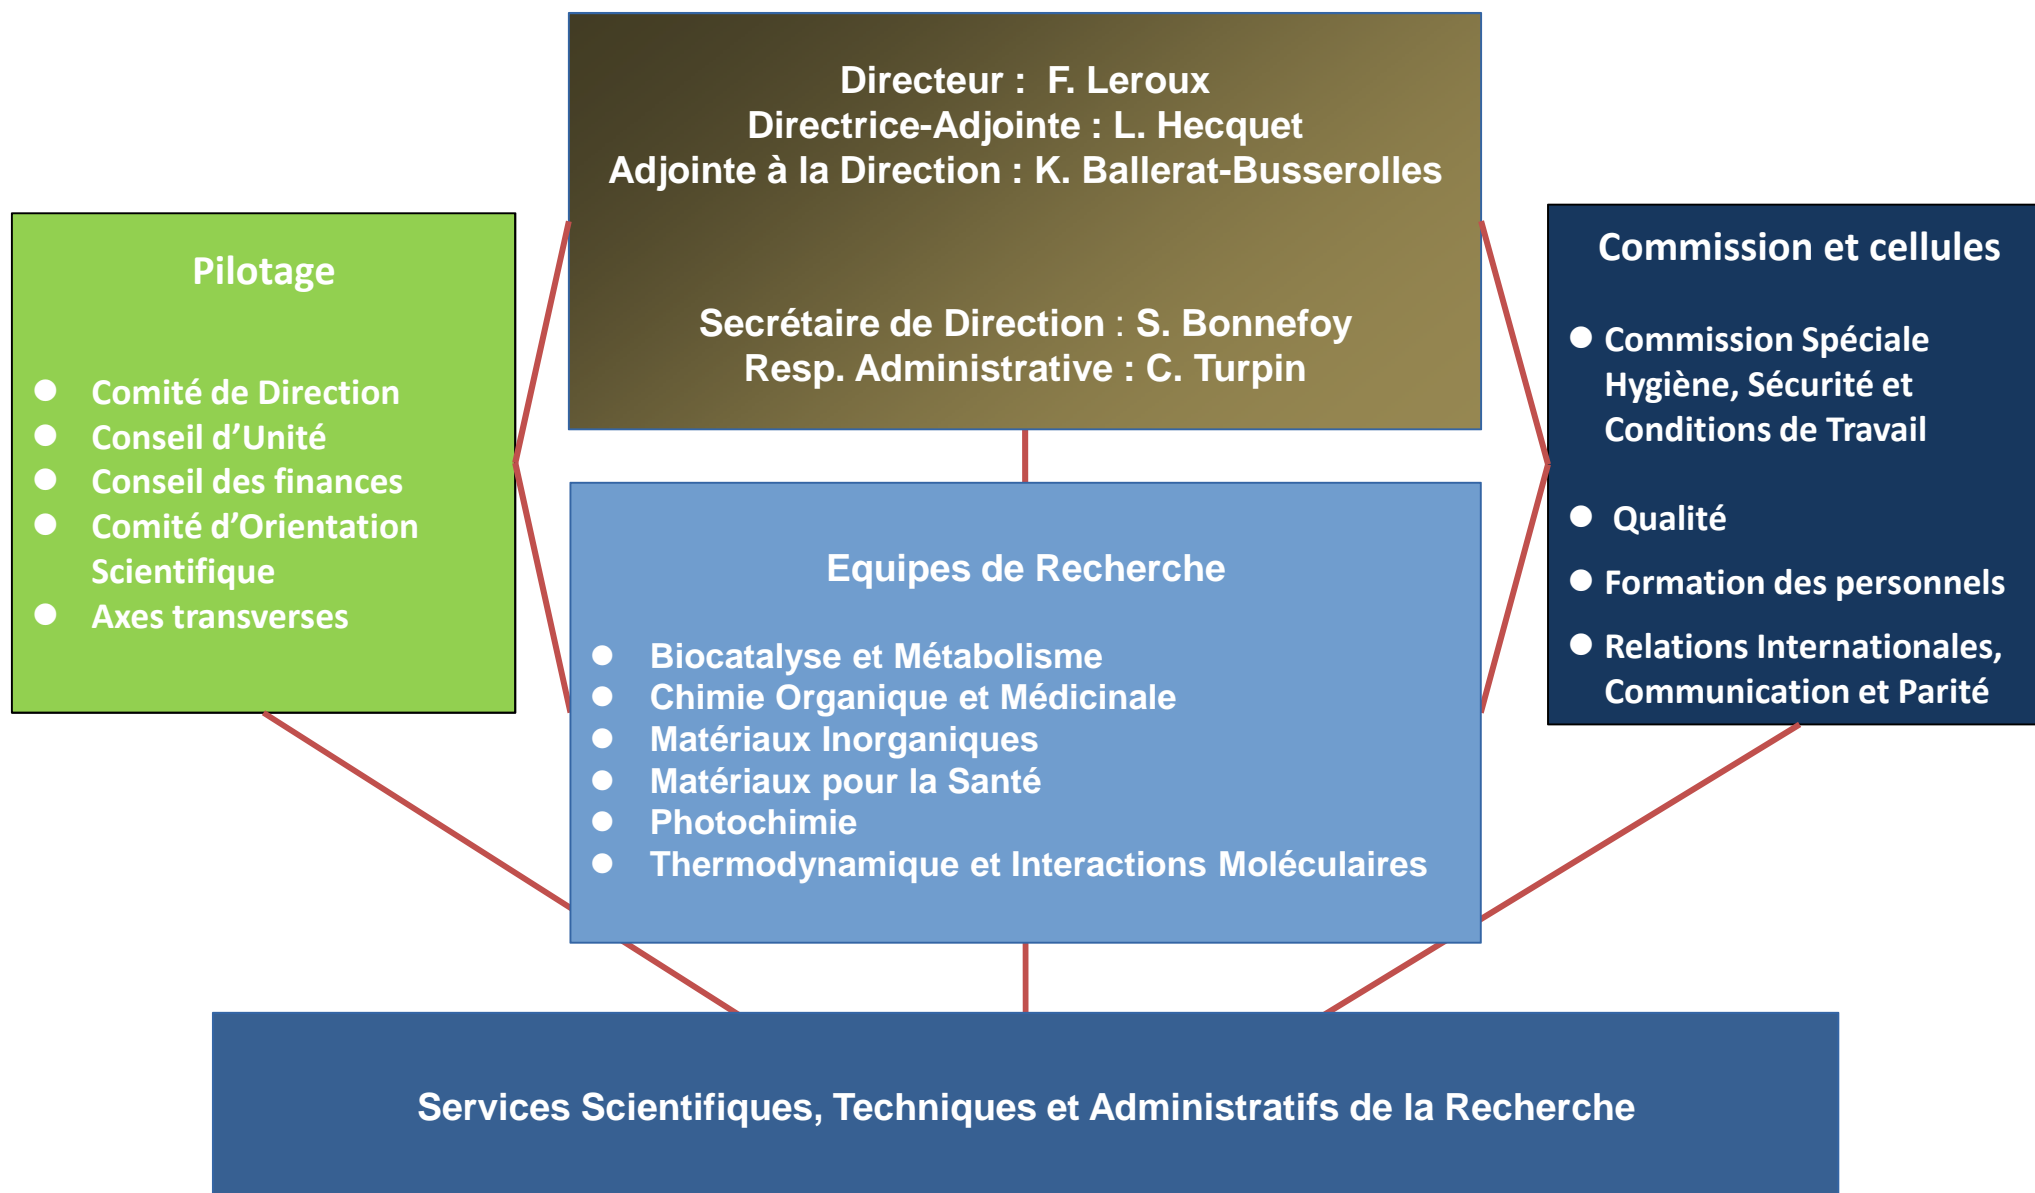 Directeur : F. Leroux
Directrice-Adjointe : L. Hecquet
Adjointe à la Direction : K. Ballerat-Busserolles
Secrétaire de Direction : S. Bonnefoy
Resp. Administrative : C. Turpin
Pilotage
● Comité de Direction
● Conseil d’Unité
● Conseil des finances
● Comité d’Orientation
Scientifique
● Axes transverses
Equipes de Recherche
● Biocatalyse et Métabolisme
● Chimie Organique et Médicinale
● Matériaux Inorganiques
● Matériaux pour la Santé
● Photochimie
● Thermodynamique et Interactions Moléculaires
Commission et cellules
● Commission Spéciale
Hygiène, Sécurité et
Conditions de Travail
● Qualité
● Formation des personnels
● Relations Internationales,
Communication et Parité
Services Scientifiques, Techniques et Administratifs de la Recherche